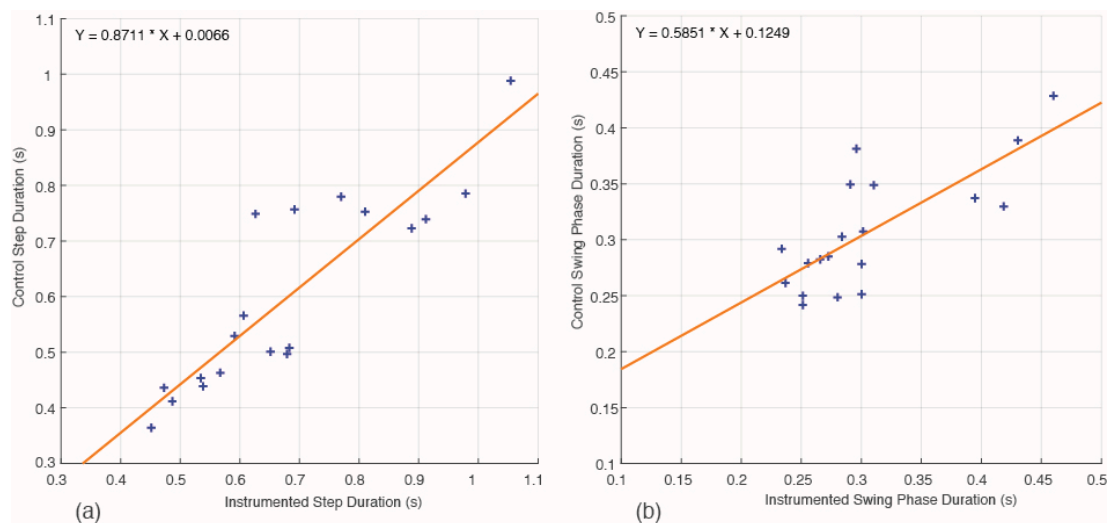 Y = 0.8711 * X + 0.0066
Control Step Duration (s)
1.1
1
0.9
0.8
0.7
0.6
0.5
0.4
0.3
0.3 0.4 0.5 0.6 0.7 0.8 0.9 1 1.1
Instrumented Step Duration (s)
(a)
Y = 0.5851 * X + 0.1249
Control Swing Phase Duration (s)
0.5
0.45
0.4
0.35
0.3
0.25
0.2
0.15
0.1
0.1 0.15 0.2 0.25 0.3 0.35 0.4 0.45 0.5
Instrumented Swing Phase Duration (s)
(b)